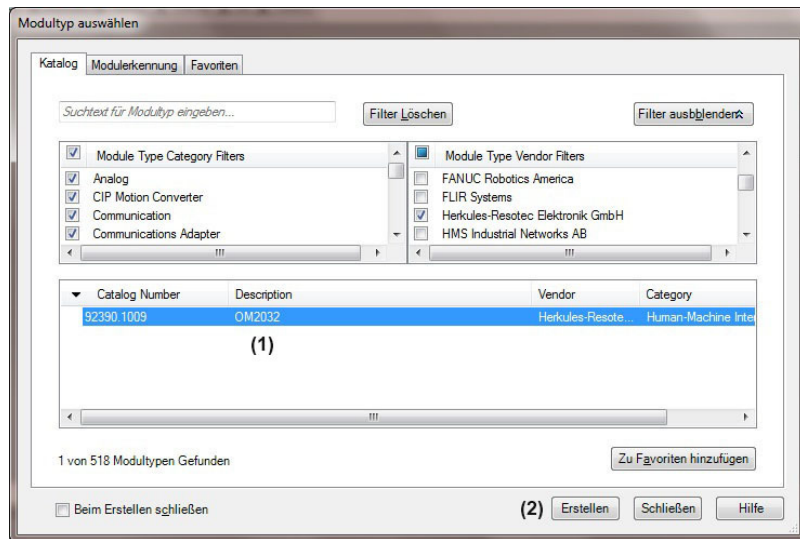 Modultyp auswählen
Katalog Modulerkennung Favoriten
Suchtext für Modultyp eingeben...
Filter Löschen
Filter ausbblenden
Module Type Category Filters
Analog
CIP Motion Converter
Communication
Communications Adapter
Module Type Vendor Filters
FANUC Robotics America
FLIR Systems
Herkules-Resotec Elektronik GmbH
HMS Industrial Networks AB
Catalog Number Description Vendor Category
92390.1009 OM2032 Herkules-Resote... Human-Machine Inter
(1)
1 von 518 Modultypen Gefunden
Zu Favoriten hinzufügen
Beim Erstellen schließen
(2) Erstellen Schließen Hilfe